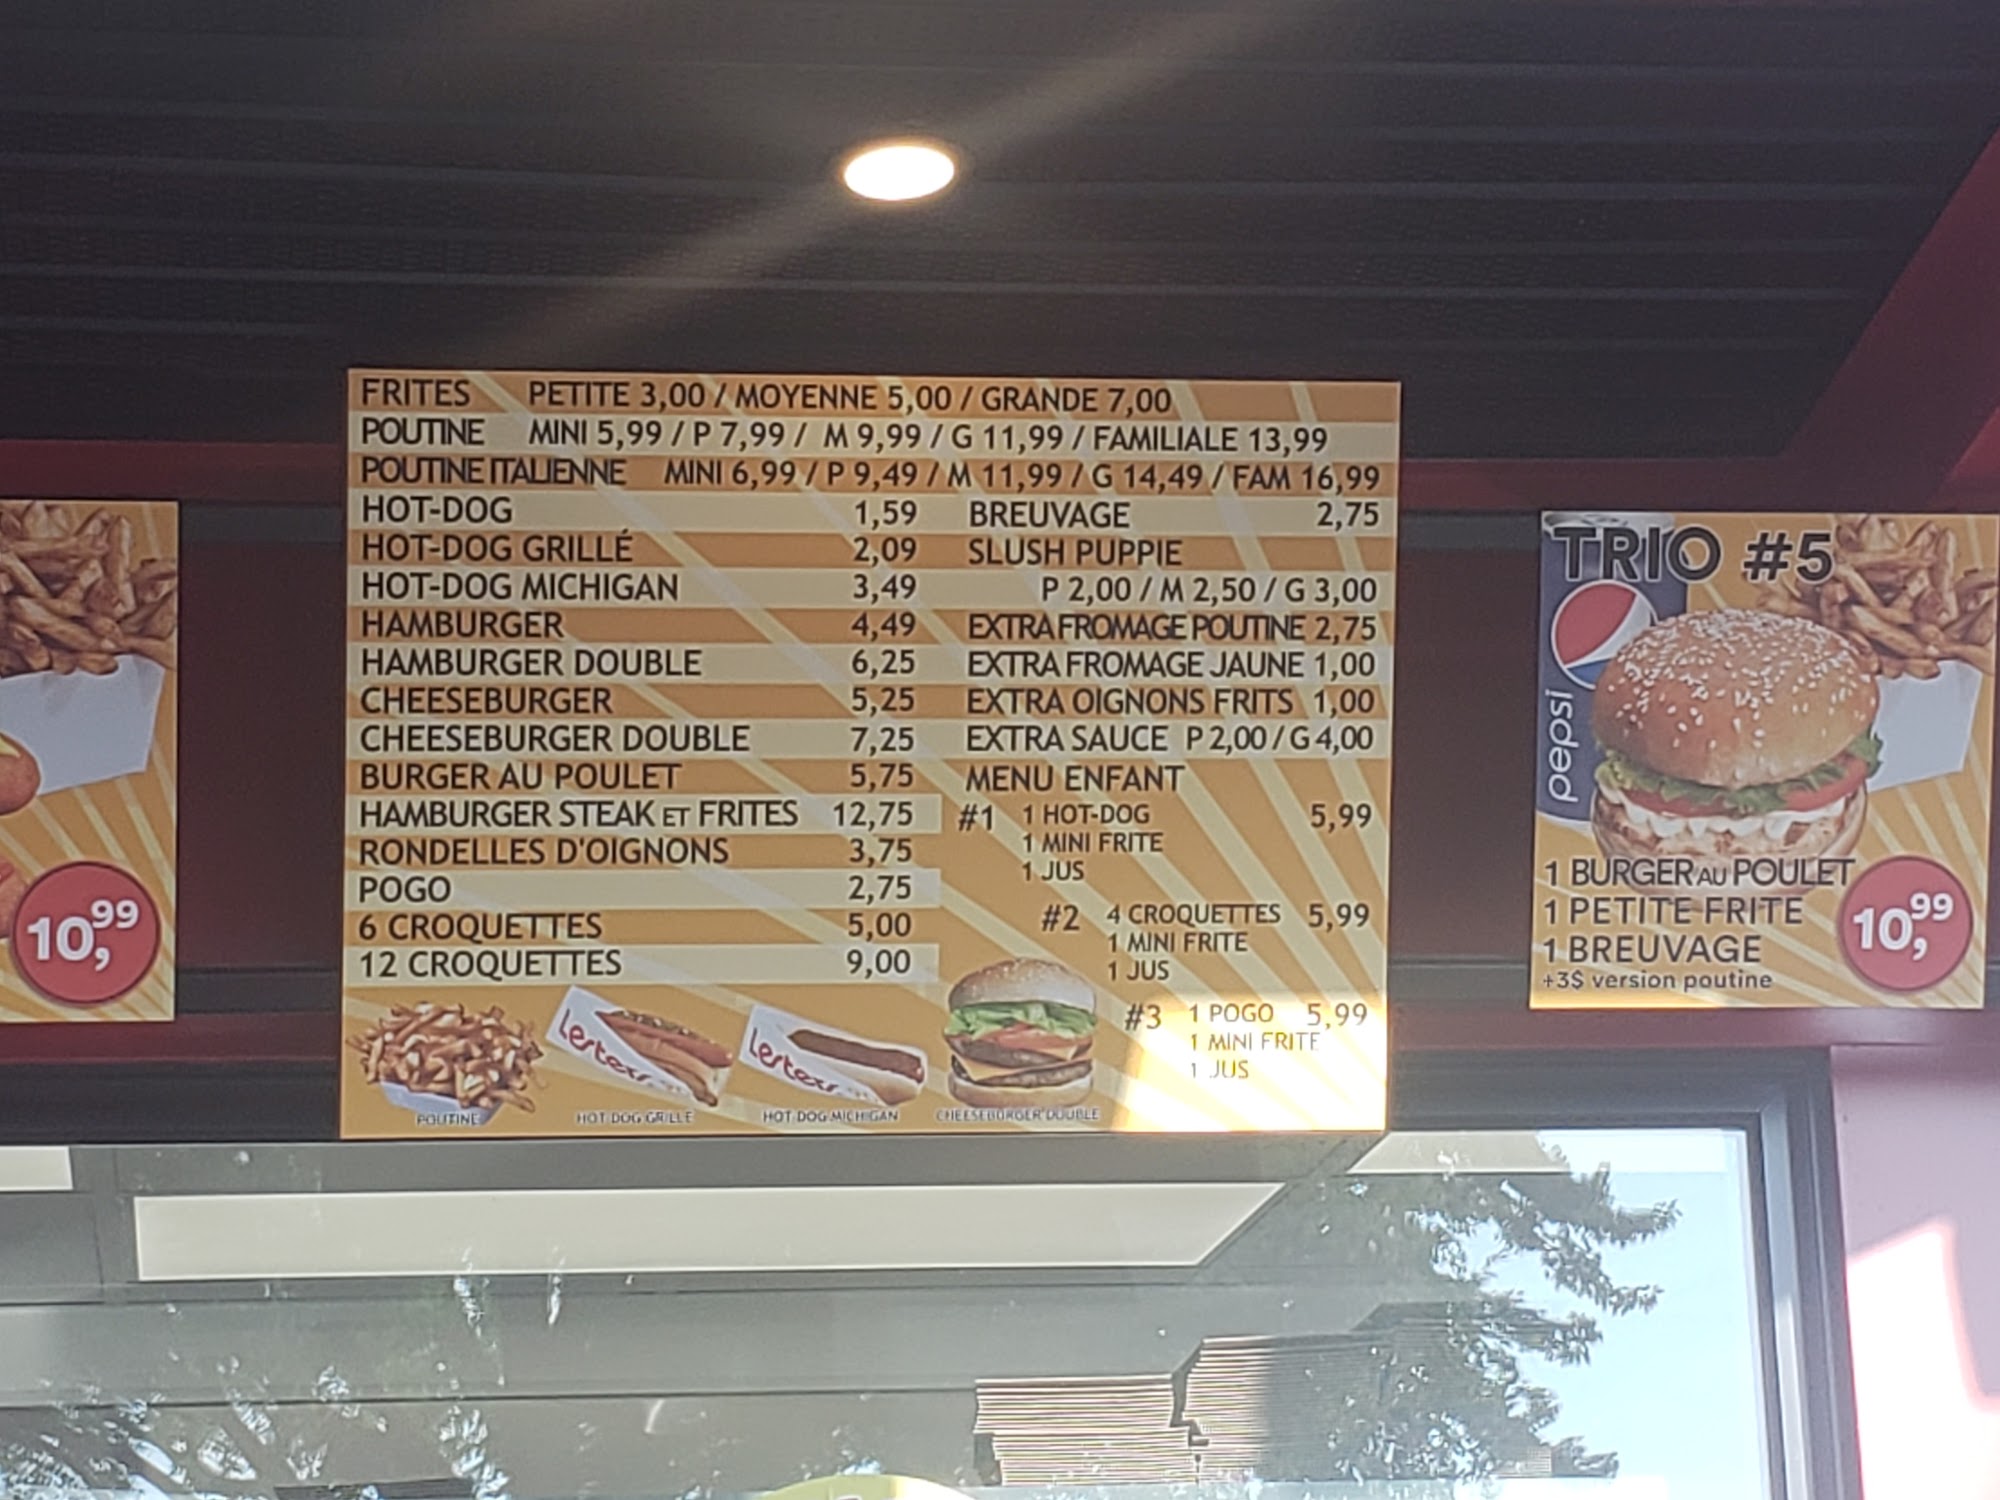 FRITES PETITE 3,00 / MOYENNE 5,00 / GRANDE 7,00
POUTINE MINI 5,99 / P 7,99 / M 9,99 / G 11,99 / FAMILIALE 13,99
POUTINE ITALIENNE MINI 6,99 / P 9,49 / M 11,99 / G 14,49 / FAM 16,99
HOT-DOG 1,59
HOT-DOG GRILLÉ 2,09
HOT-DOG MICHIGAN 3,49
HAMBURGER 4,49
HAMBURGER DOUBLE 6,25
CHEESEBURGER 5,25
CHEESEBURGER DOUBLE 7,25
BURGER AU POULET 5,75
HAMBURGER STEAK ET FRITES 12,75
RONDELLES D'OIGNONS 3,75
POGO 2,75
6 CROQUETTES 5,00
12 CROQUETTES 9,00
BREUVAGE 2,75
SLUSH PUPPIE
P 2,00 / M 2,50 / G 3,00
EXTRA FROMAGE POUTINE 2,75
EXTRA FROMAGE JAUNE 1,00
EXTRA OIGNONS FRITS 1,00
EXTRA SAUCE P 2,00 / G 4,00
MENU ENFANT
#1 1 HOT-DOG 5,99
1 MINI FRITE
1 JUS
#2 4 CROQUETTES 5,99
1 MINI FRITE
1 JUS
#3 1 POGO 5,99
1 MINI FRITE
1 JUS
Lesters
Lesters
POUTINE
HOT DOG GRILLÉ
HOT DOG MICHIGAN
CHEESEBURGER DOUBLE
10,99
TRIO #5
pepsi
1 BURGER AU POULET
1 PETITE FRITE
1 BREUVAGE
+3$ version poutine
10,99